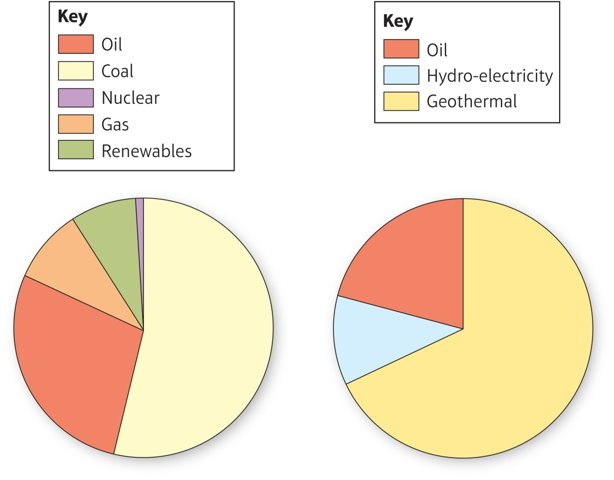 Key
Oil
Coal
Nuclear
Gas
Renewables
Key
Oil
Hydro-electricity
Geothermal